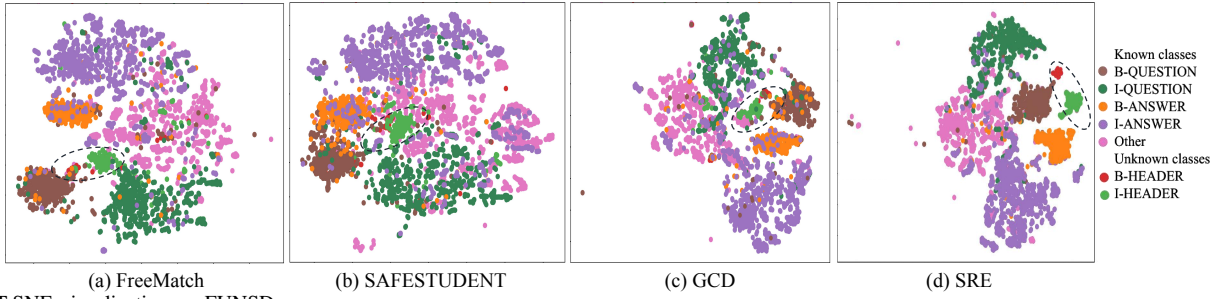 Known classes
B-QUESTION
I-QUESTION
B-ANSWER
I-ANSWER
Other
Unknown classes
B-HEADER
I-HEADER
(a) FreeMatch
(b) SAFESTUDENT
(c) GCD
(d) SRE